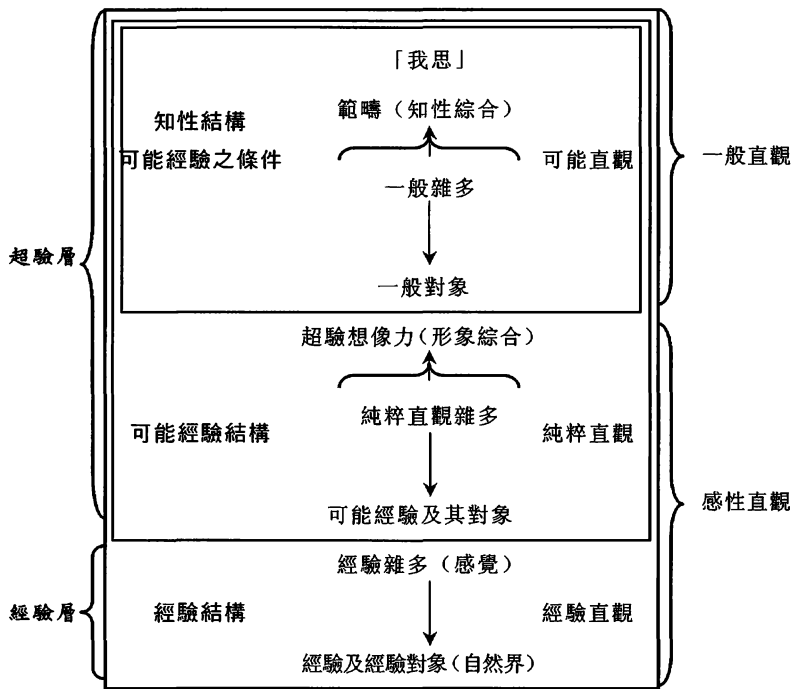 「我思」
範疇（知性綜合）
知性結構
可能經驗之條件
可能直觀
一般直觀
一般雜多
超驗層
一般對象
超驗想像力(形象綜合)
純粹直觀雜多
可能經驗結構
純粹直觀
感性直觀
可能經驗及其對象
經驗雜多（感覺）
經驗層
經驗結構
經驗直觀
經驗及經驗對象(自然界)